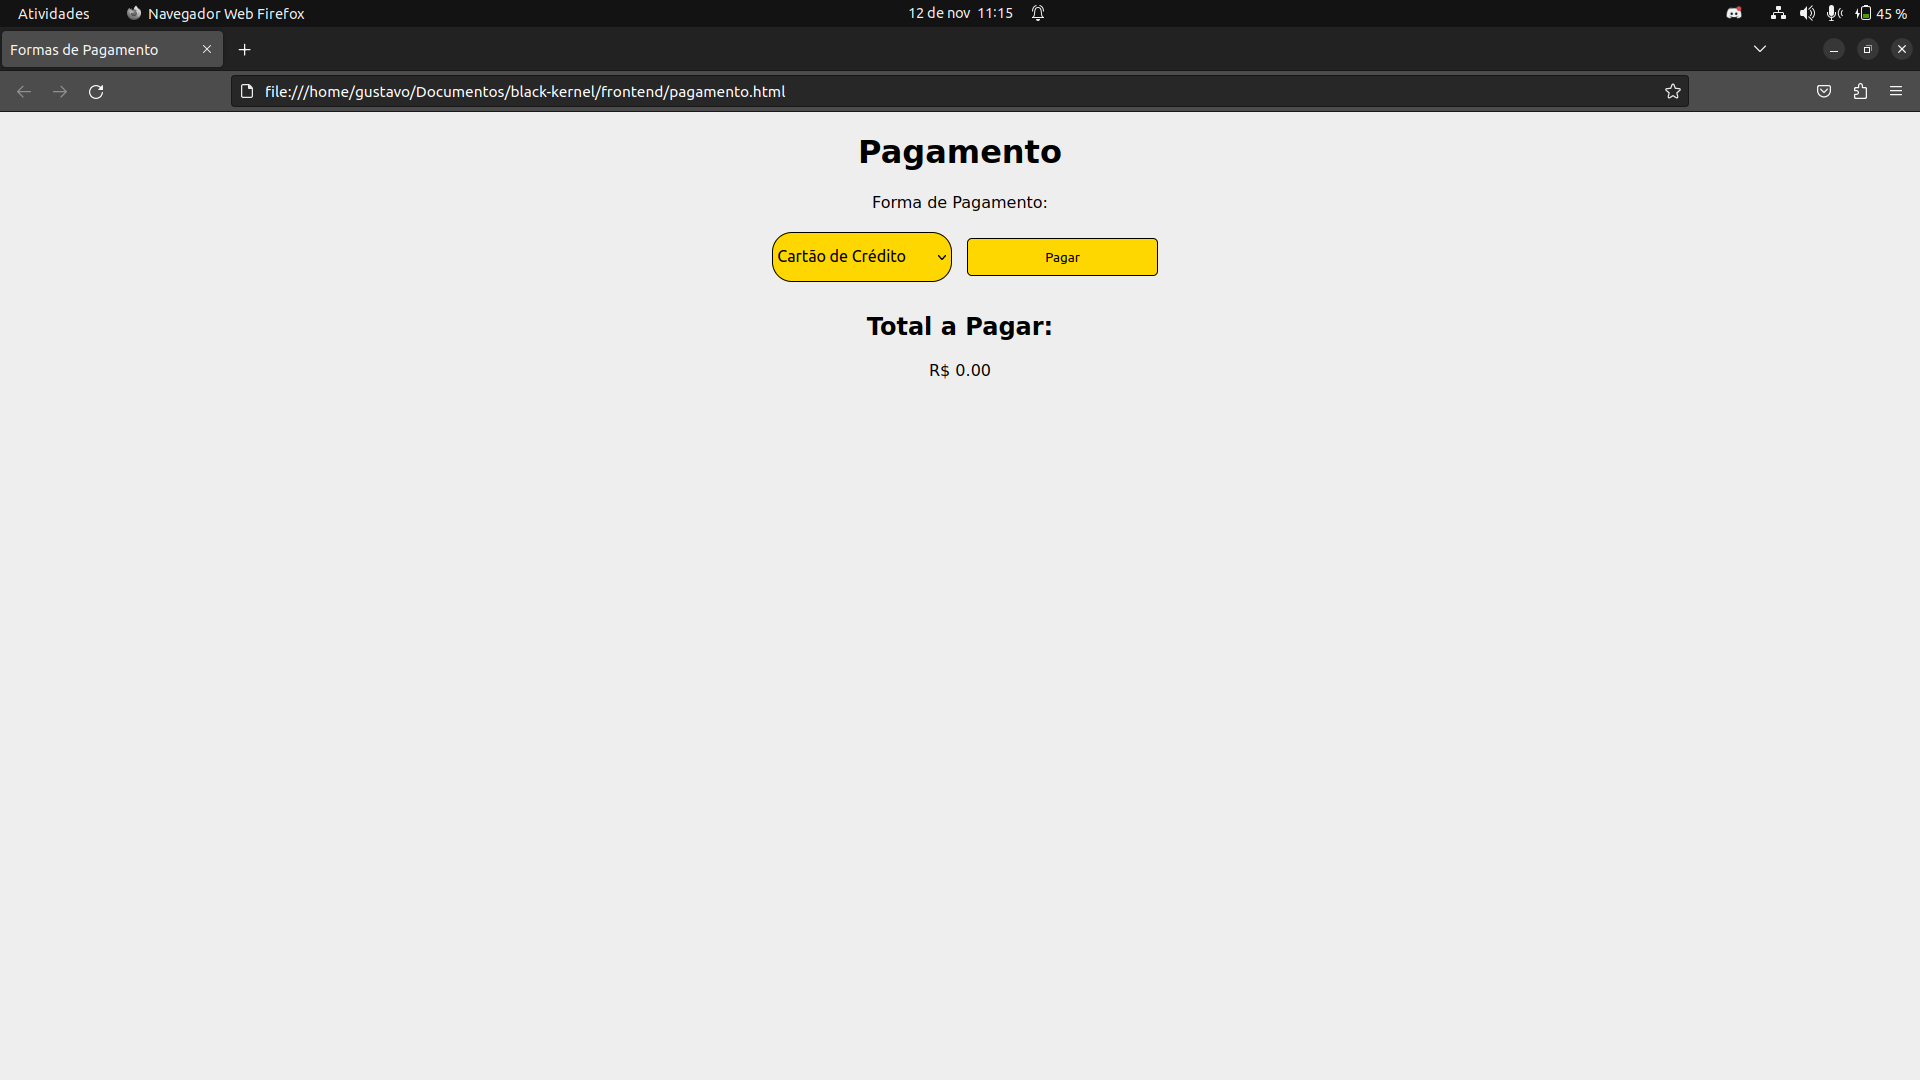 Atividades Navegador Web Firefox 12 de nov 11:15 45 %
Formas de Pagamento
file:///home/gustavo/Documentos/black-kernel/frontend/pagamento.html
Pagamento
Forma de Pagamento:
Cartão de Crédito Pagar
Total a Pagar:
R$ 0.00